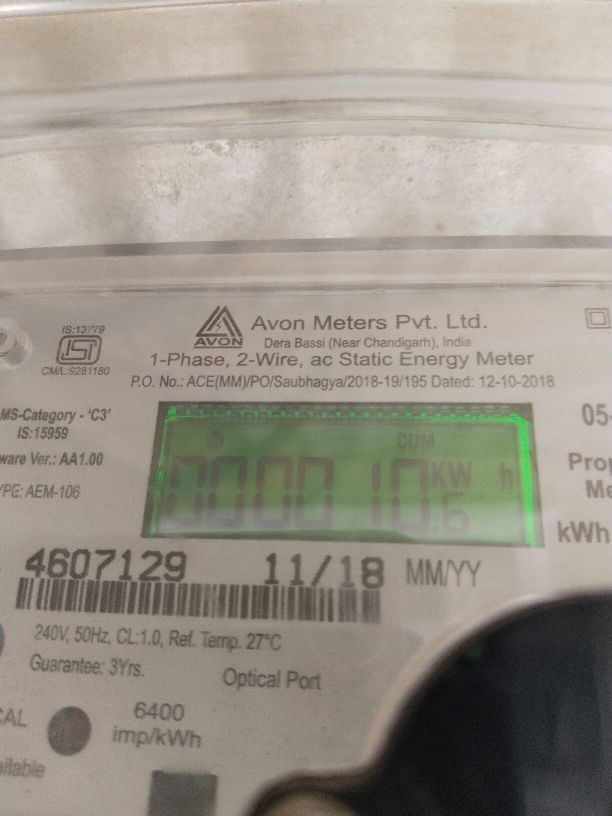 IS:13779
ISI
CM/L:9281180
AVON
Avon Meters Pvt. Ltd.
Dera Bassi (Near Chandigarh), India
1-Phase, 2-Wire, ac Static Energy Meter
P.O. No.: ACE(MM)/PO/Saubhagya/2018-19/195 Dated: 12-10-2018
MS-Category - 'C3'
IS:15959
ware Ver.: AA1.00
YPE: AEM-106
CUM
000010.6 KW h
05-
Prop
Me
kWh
4607129 11/18 MM/YY
240V, 50Hz, CL:1.0, Ref. Temp. 27°C
Guarantee: 3Yrs.
Optical Port
CAL
6400
imp/kWh
ailable